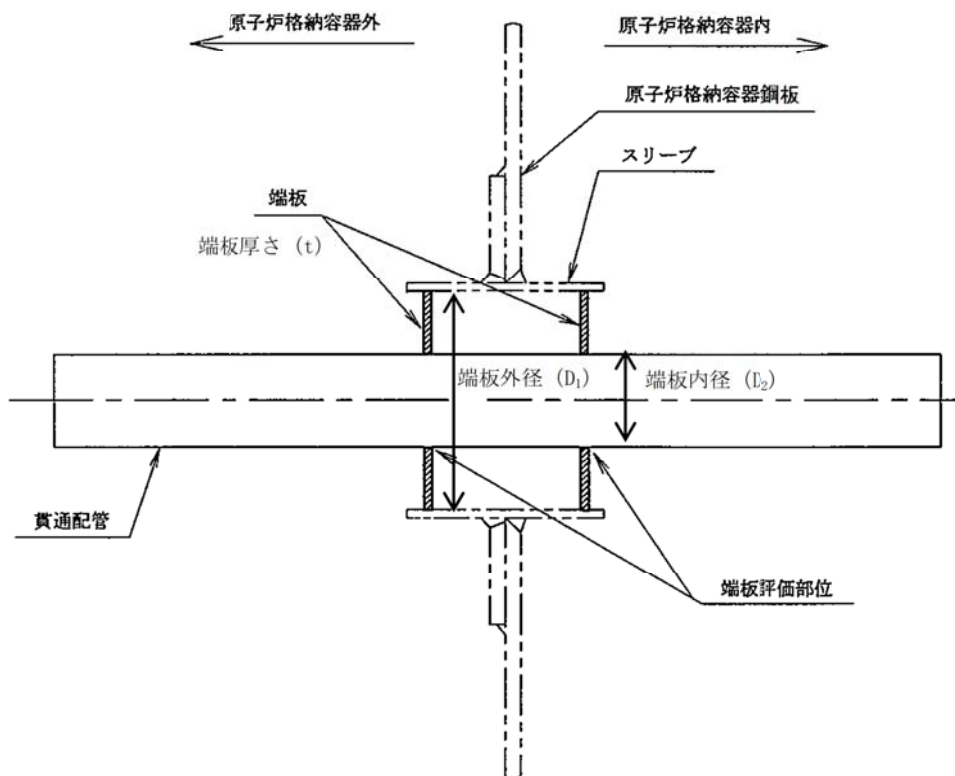 原子炉格納容器外
原子炉格納容器内
原子炉格納容器鋼板
スリーブ
端板
端板厚さ (t)
端板外径 (D₁)
端板内径 (D₂)
貫通配管
端板評価部位